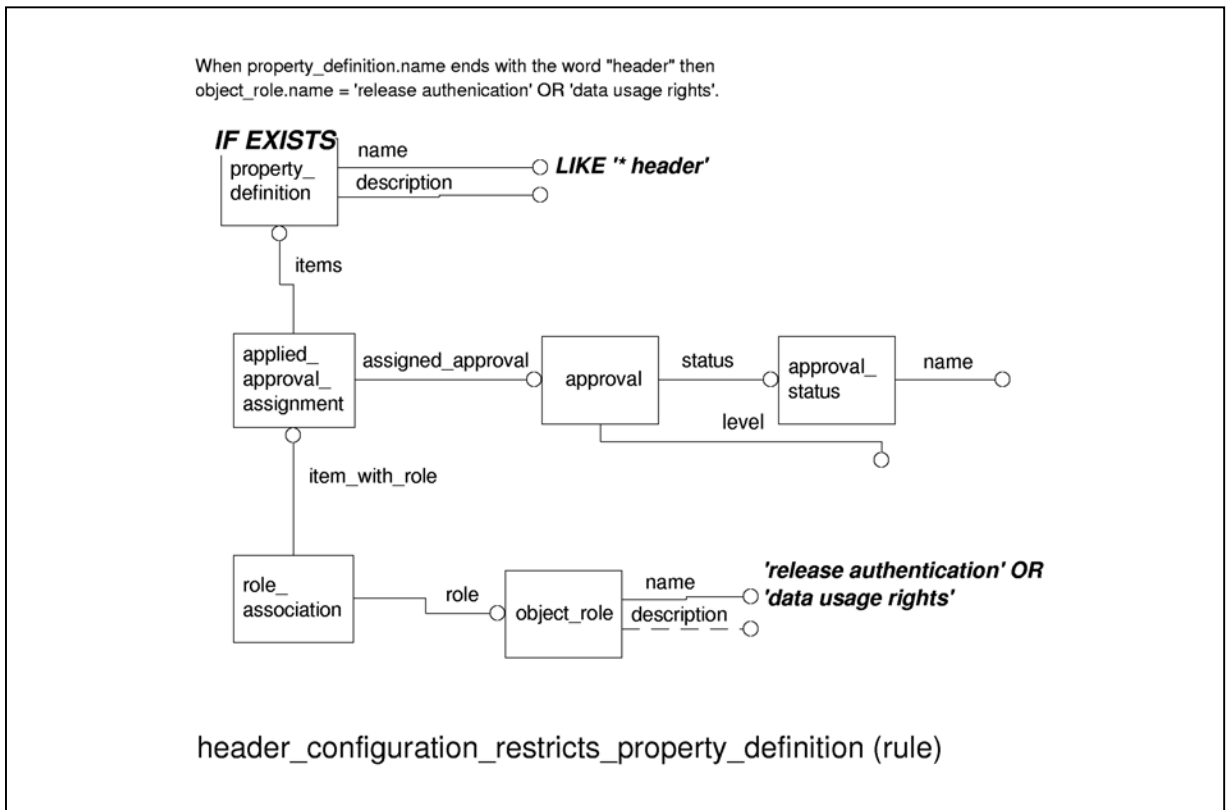 When property_definition.name ends with the word "header" then
object_role.name = 'release authenication' OR 'data usage rights'.
IF EXISTS
name
LIKE '* header'
property_
definition
description
items
applied_
approval_
assignment
assigned_approval
approval
status
approval_
status
name
level
item_with_role
role_
association
role
object_role
name
description
'release authentication' OR
'data usage rights'
header_configuration_restricts_property_definition (rule)